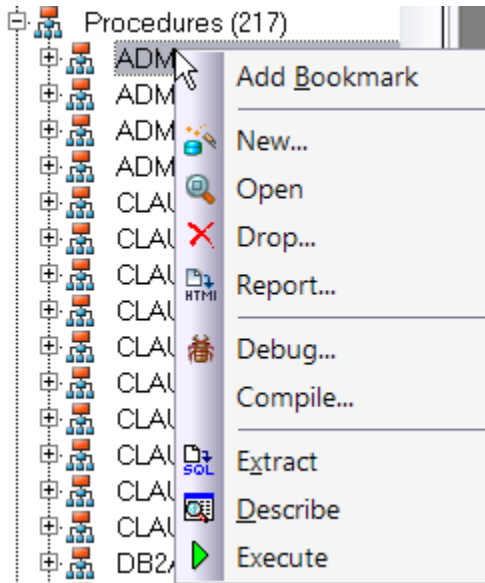 Procedures (217)
ADM
ADM
ADM
ADM
CLAU
CLAU
CLAU
CLAU
CLAU
CLAU
CLAU
CLAU
CLAU
CLAU
DB2
Add Bookmark
New...
Open
Drop...
HTMl
Report...
Debug...
Compile...
SQL
Extract
Describe
Execute